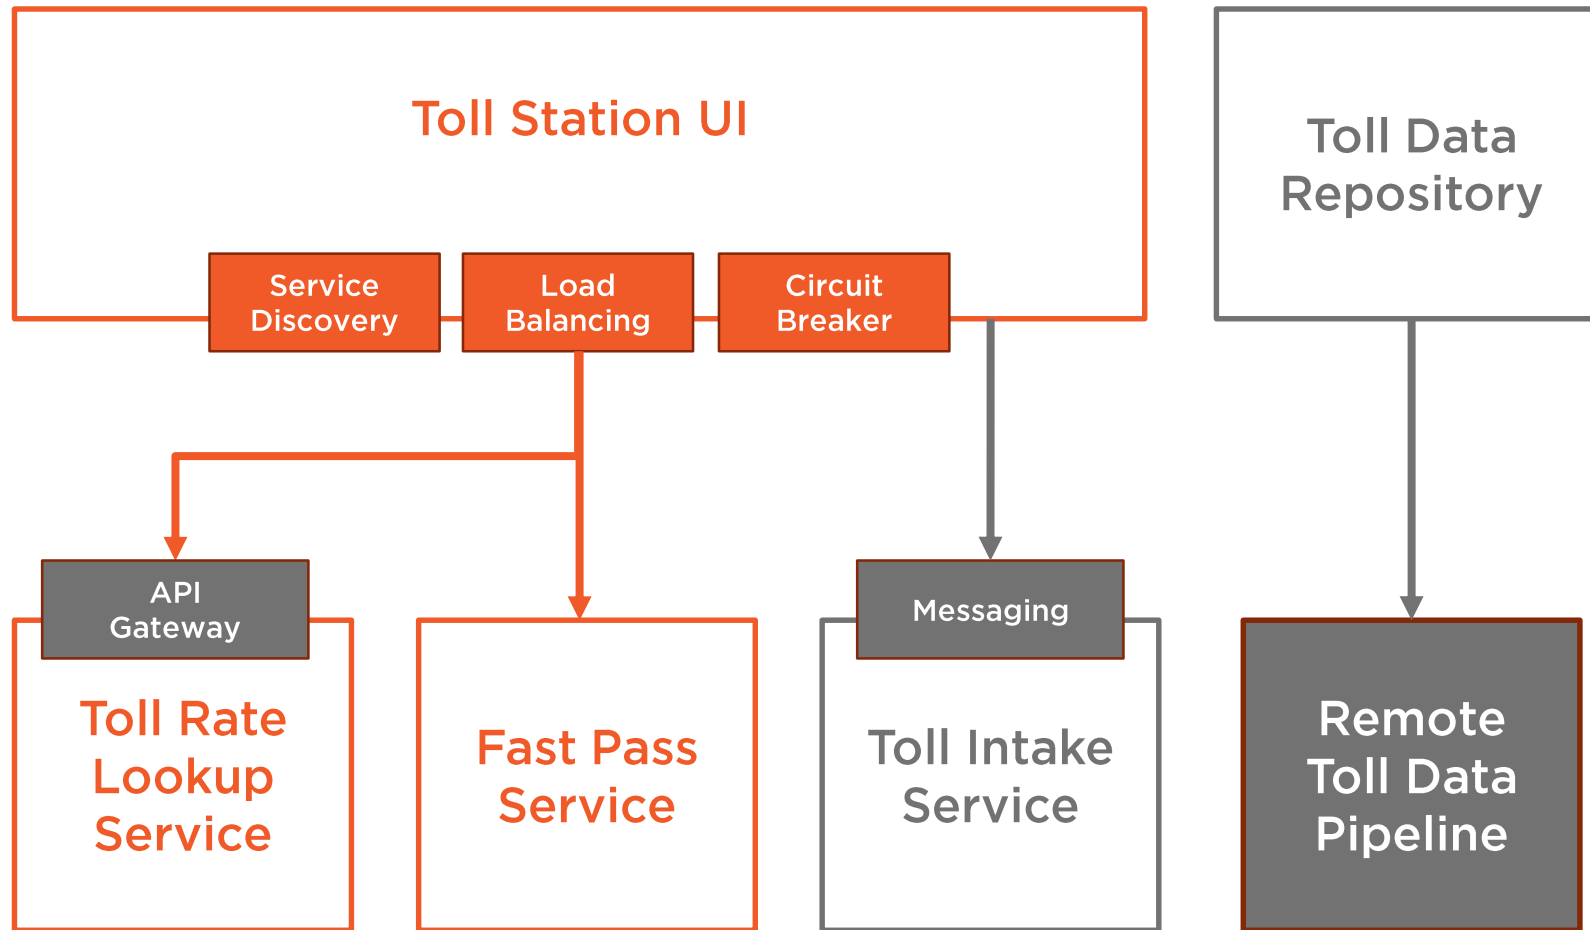 Toll Station UI
Toll Data
Repository
Service
Discovery
Load
Balancing
Circuit
Breaker
API
Gateway
Messaging
Toll Rate
Lookup
Service
Fast Pass
Service
Toll Intake
Service
Remote
Toll Data
Pipeline